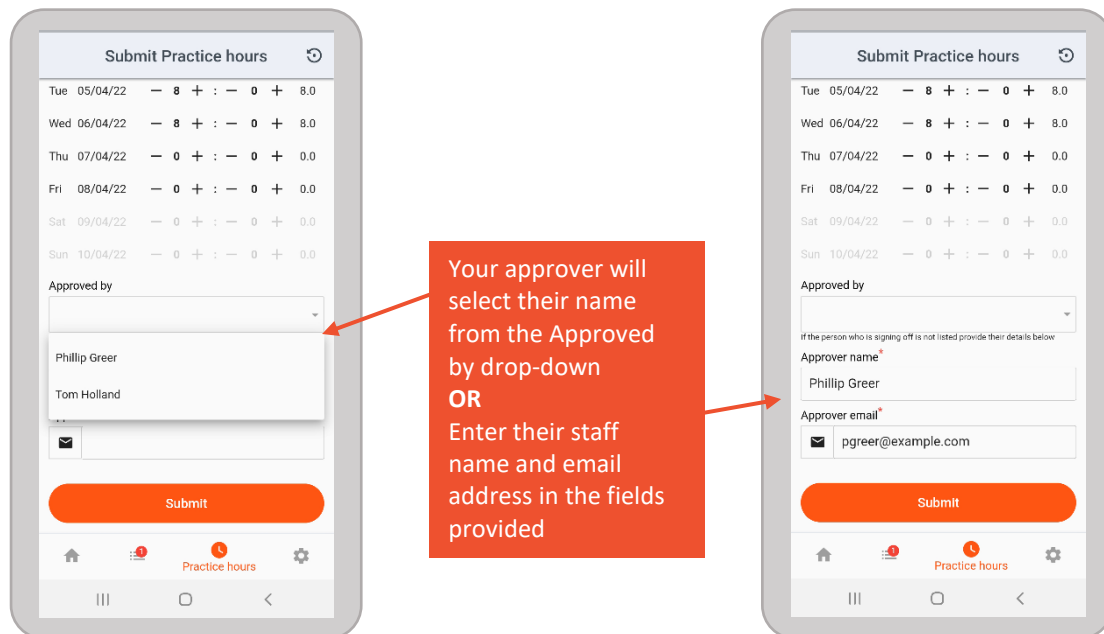 Submit Practice hours
Tue 05/04/22 — 8 + : — 0 + 8.0
Wed 06/04/22 — 8 + : — 0 + 8.0
Thu 07/04/22 — 0 + : — 0 + 0.0
Fri 08/04/22 — 0 + : — 0 + 0.0
Sat 09/04/22 — 0 + : — 0 + 0.0
Sun 10/04/22 — 0 + : — 0 + 0.0
Approved by
Phillip Greer
Tom Holland
Submit
1
Practice hours
Your approver will
select their name
from the Approved
by drop-down
OR
Enter their staff
name and email
address in the fields
provided
Submit Practice hours
Tue 05/04/22 — 8 + : — 0 + 8.0
Wed 06/04/22 — 8 + : — 0 + 8.0
Thu 07/04/22 — 0 + : — 0 + 0.0
Fri 08/04/22 — 0 + : — 0 + 0.0
Sat 09/04/22 — 0 + : — 0 + 0.0
Sun 10/04/22 — 0 + : — 0 + 0.0
Approved by
If the person who is signing off is not listed provide their details below
Approver name*
Phillip Greer
Approver email*
pgreer@example.com
Submit
1
Practice hours